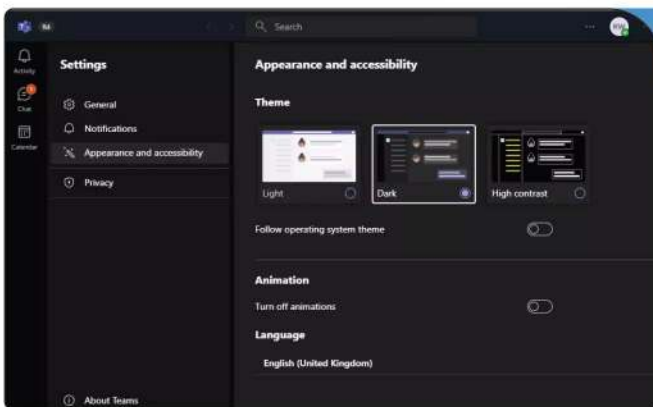 Search
Activity
Chat
Calendar
Settings
General
Notifications
Appearance and accessibility
Privacy
About Teams
Appearance and accessibility
Theme
Light
Dark
High contrast
Follow operating system theme
Animation
Turn off animations
Language
English (United Kingdom)